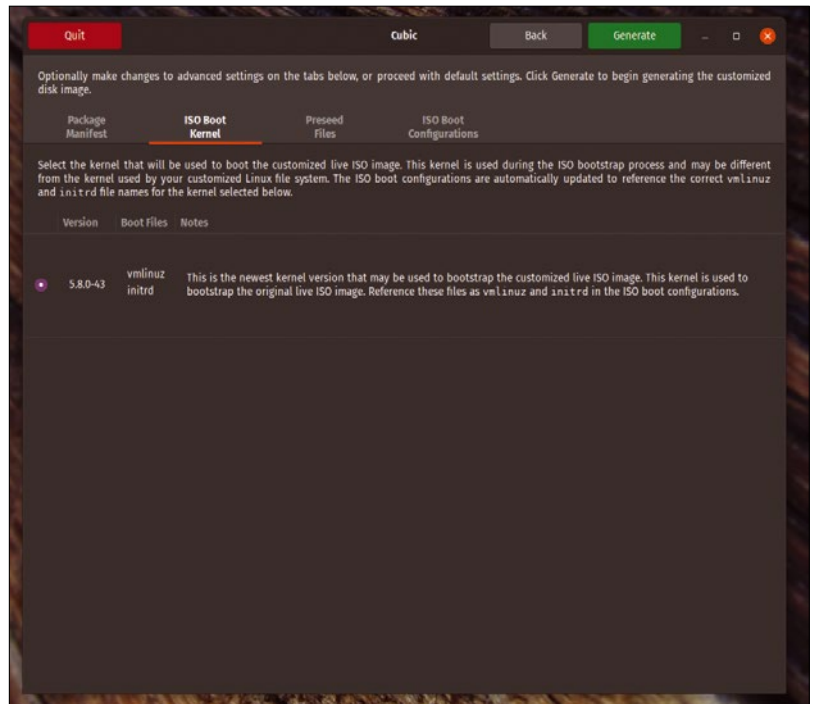 Quit Cubic Back Generate
Optionally make changes to advanced settings on the tabs below, or proceed with default settings. Click Generate to begin generating the customized
disk image.
Package ISO Boot Preseed ISO Boot
Manifest Kernel Files Configurations
Select the kernel that will be used to boot the customized live ISO image. This kernel is used during the ISO bootstrap process and may be different
from the kernel used by your customized Linux file system. The ISO boot configurations are automatically updated to reference the correct vmlinuz
and initrd file names for the kernel selected below.
Version Boot Files Notes
5.8.0-43
vmlinuz
initrd
This is the newest kernel version that may be used to bootstrap the customized live ISO image. This kernel is used to
bootstrap the original live ISO image. Reference these files as vmlinuz and initrd in the ISO boot configurations.